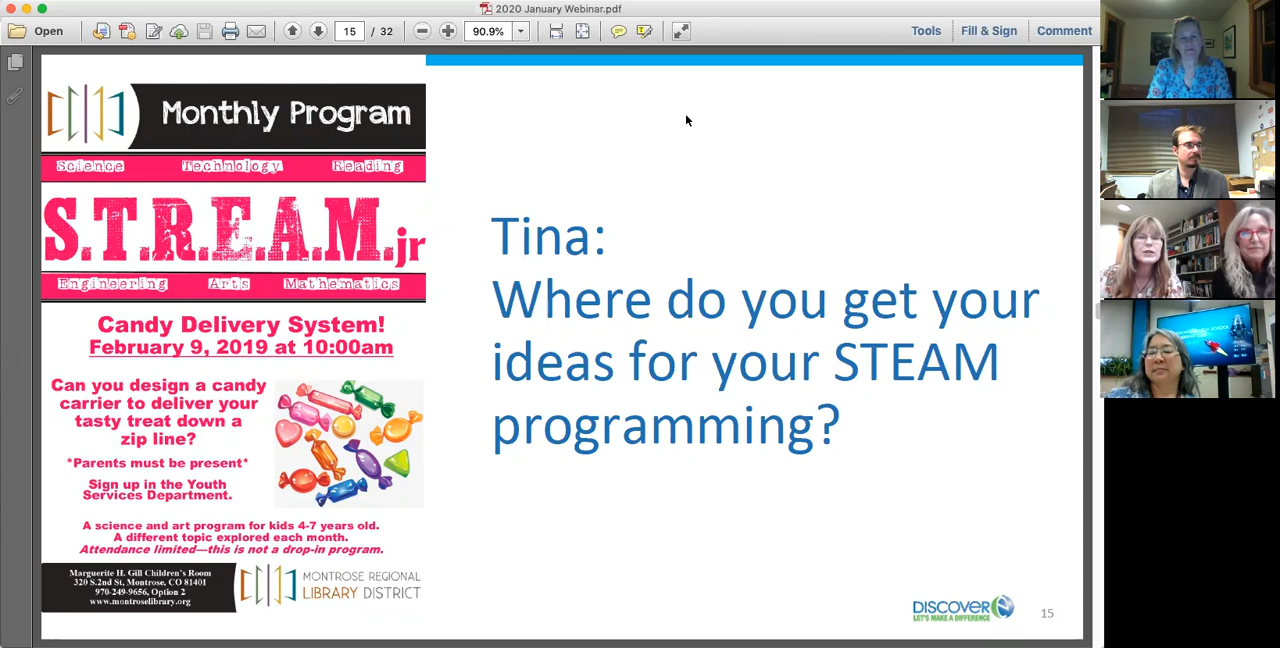 2020 January Webinar.pdf
Open
15 / 32
90.9%
Tools
Fill & Sign
Comment
Monthly Program
Science Technology Reading
S.T.R.E.A.M.jr
Engineering Arts Mathematics
Candy Delivery System!
February 9, 2019 at 10:00am
Can you design a candy
carrier to deliver your
tasty treat down a
zip line?
*Parents must be present*
Sign up in the Youth
Services Department.
A science and art program for kids 4-7 years old.
A different topic explored each month.
Attendance limited—this is not a drop-in program.
Marguerite H. Gill Children's Room
320 S.2nd St, Montrose, CO 81401
970-249-9656, Option 2
www.montroselibrary.org
MONTROSE REGIONAL
LIBRARY DISTRICT
Tina:
Where do you get your
ideas for your STEAM
programming?
DISCOVER
LET'S MAKE A DIFFERENCE
15